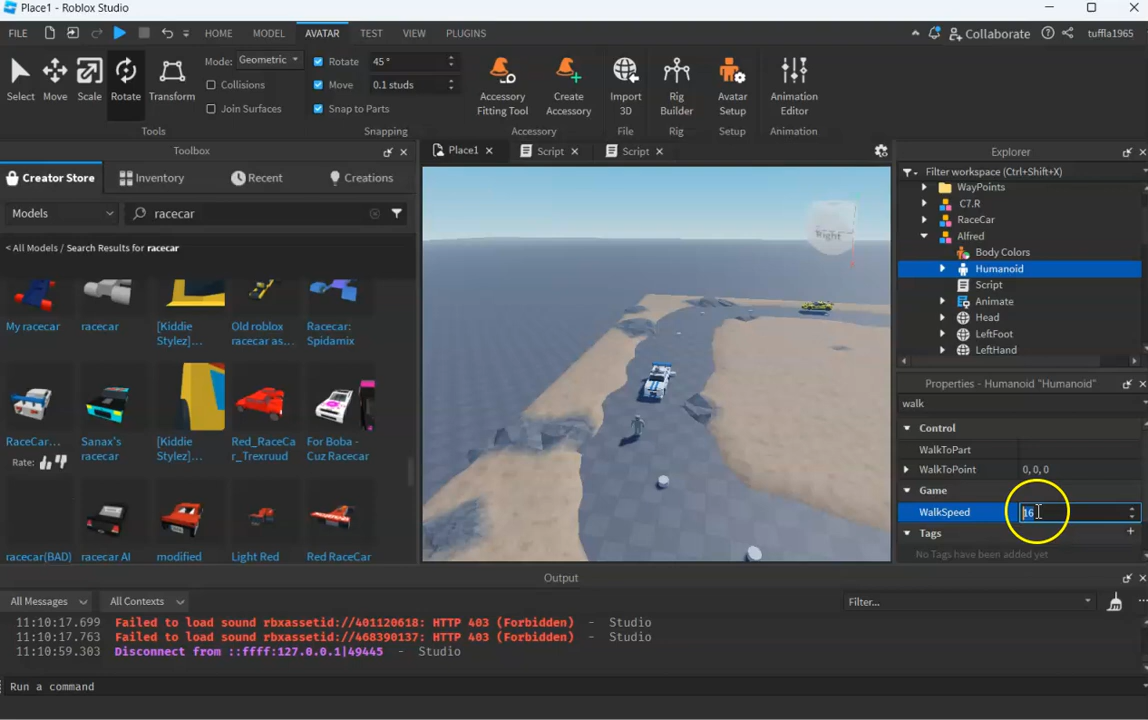 Place1 - Roblox Studio
FILE HOME MODEL AVATAR TEST VIEW PLUGINS Collaborate tuffla1965
Mode: Geometric Rotate 45° Collisions Move 0.1 studs Join Surfaces Snap to Parts
Select Move Scale Rotate Transform
Accessory Fitting Tool
Create Accessory
Import 3D
Rig Builder
Avatar Setup
Animation Editor
Tools Snapping Accessory File Rig Setup Animation
Toolbox
Place1 Script Script
Creator Store Inventory Recent Creations
Models racecar
< All Models / Search Results for racecar
My racecar
racecar
[Kiddie Stylez]...
Old roblox racecar as...
Racecar: Spidamix
RaceCar...
Rate:
Sanax's racecar
[Kiddie Stylez]...
Red_RaceCar_Trexruud
For Boba - Cuz Racecar
racecar(BAD)
racecar AI
modified
Light Red
Red RaceCar
Right
Explorer
Filter workspace (Ctrl+Shift+X)
WayPoints
C7.R
RaceCar
Alfred
Body Colors
Humanoid
Script
Animate
Head
LeftFoot
LeftHand
Properties - Humanoid "Humanoid"
walk
Control
WalkToPart
WalkToPoint 0, 0, 0
Game
WalkSpeed 16
Tags
No Tags have been added yet
Output
All Messages All Contexts Filter...
11:10:17.699 Failed to load sound rbxassetid://401120618: HTTP 403 (Forbidden) - Studio
11:10:17.763 Failed to load sound rbxassetid://468390137: HTTP 403 (Forbidden) - Studio
11:10:59.303 Disconnect from ::ffff:127.0.0.1|49445 - Studio
Run a command